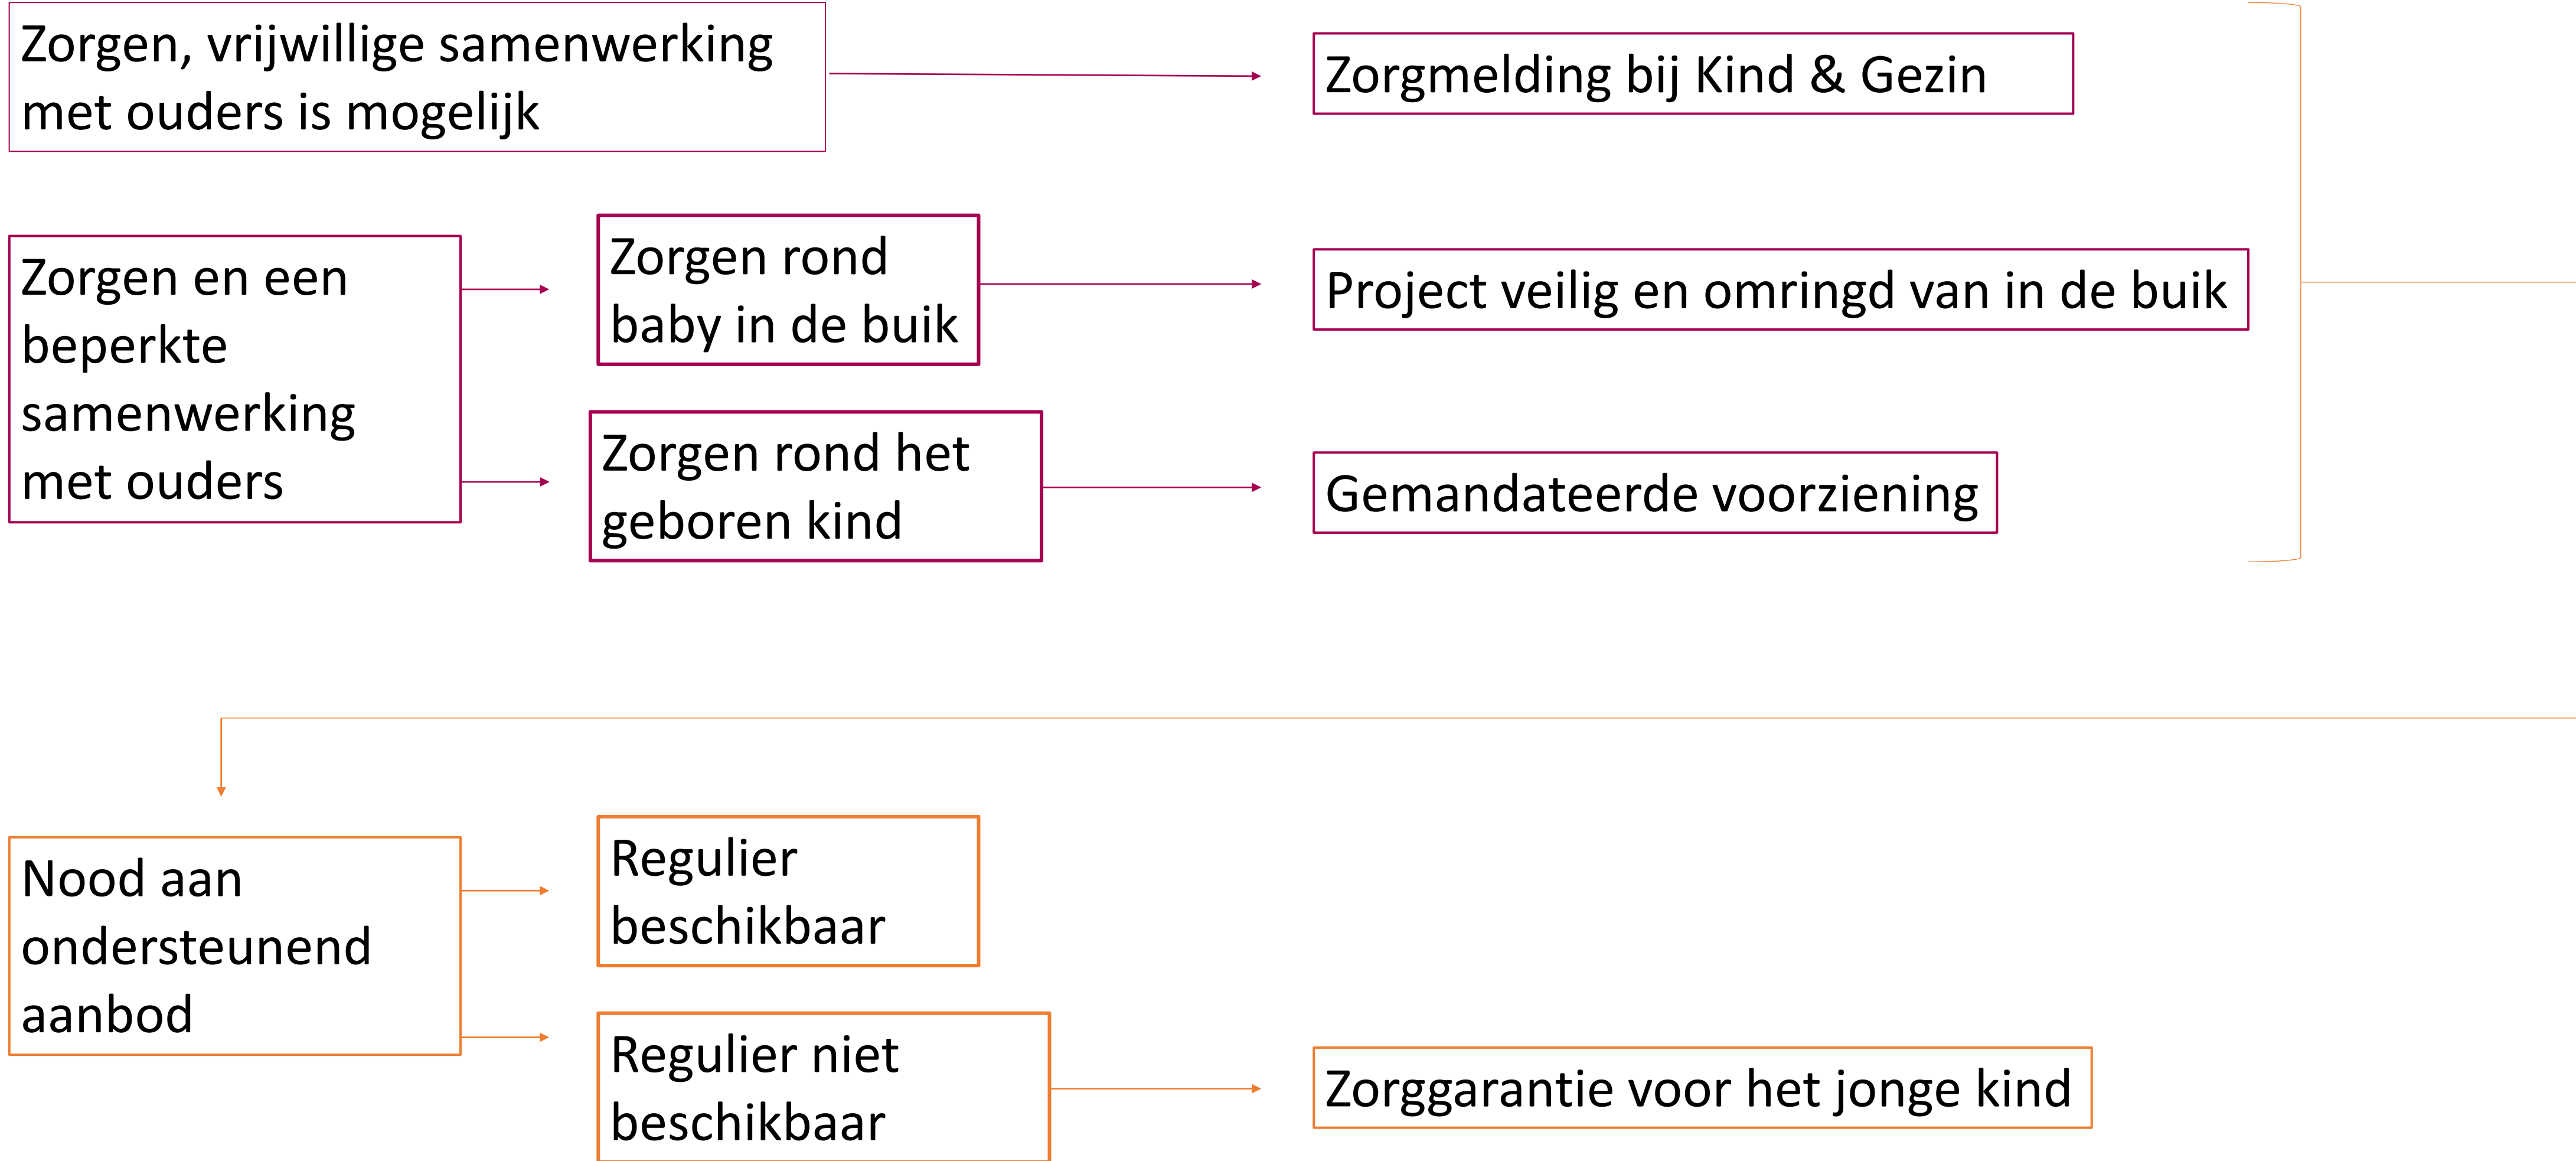 Zorgen, vrijwillige samenwerking
met ouders is mogelijk
Zorgmelding bij Kind & Gezin
Zorgen en een
beperkte
samenwerking
met ouders
Zorgen rond
baby in de buik
Project veilig en omringd van in de buik
Zorgen rond het
geboren kind
Gemandateerde voorziening
Nood aan
ondersteunend
aanbod
Regulier
beschikbaar
Regulier niet
beschikbaar
Zorggarantie voor het jonge kind